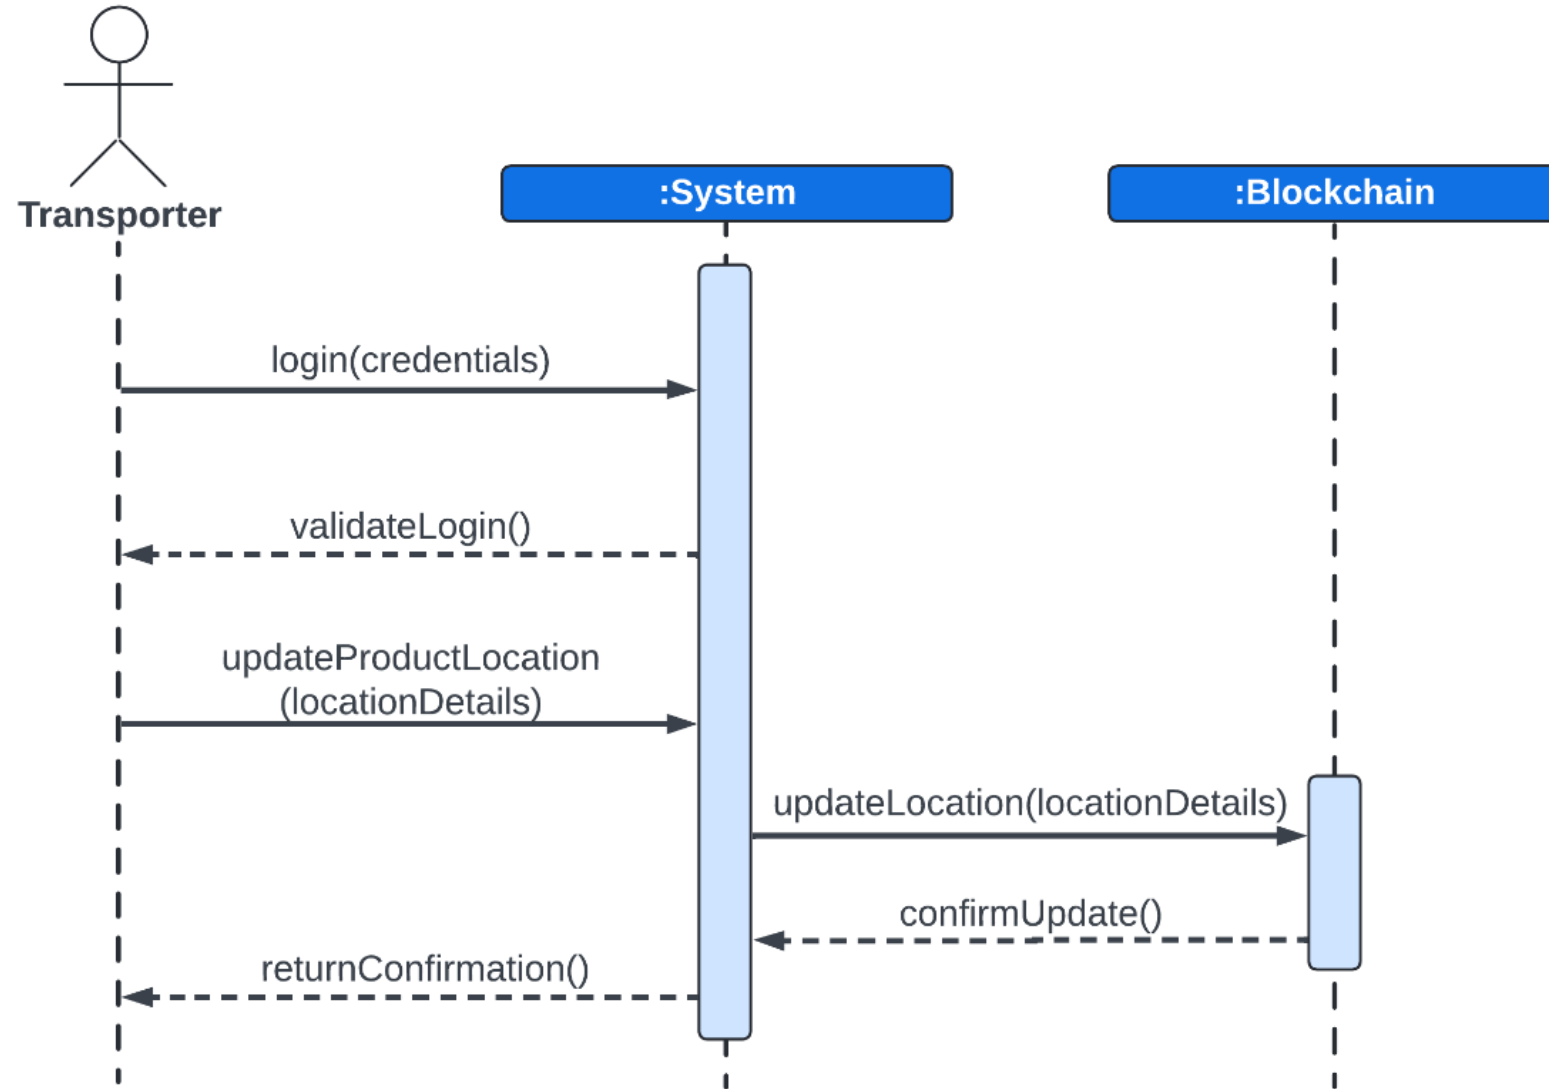 Transporter
:System
:Blockchain
login(credentials)
validateLogin()
updateProductLocation
(locationDetails)
updateLocation(locationDetails)
confirmUpdate()
returnConfirmation()